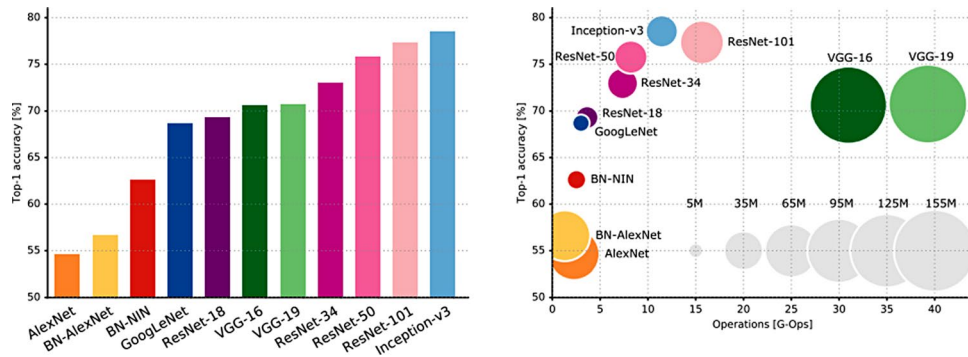 80
75
70
65
60
55
50
Top-1 accuracy [%]
AlexNet
BN-AlexNet
BN-NIN
GoogLeNet
ResNet-18
VGG-16
VGG-19
ResNet-34
ResNet-50
ResNet-101
Inception-v3
80
75
70
65
60
55
50
Top-1 accuracy [%]
Inception-v3
ResNet-50
ResNet-101
ResNet-34
VGG-16
VGG-19
ResNet-18
GoogLeNet
BN-NIN
5M 35M 65M 95M 125M 155M
BN-AlexNet
AlexNet
0 5 10 15 20 25 30 35 40
Operations [G-Ops]